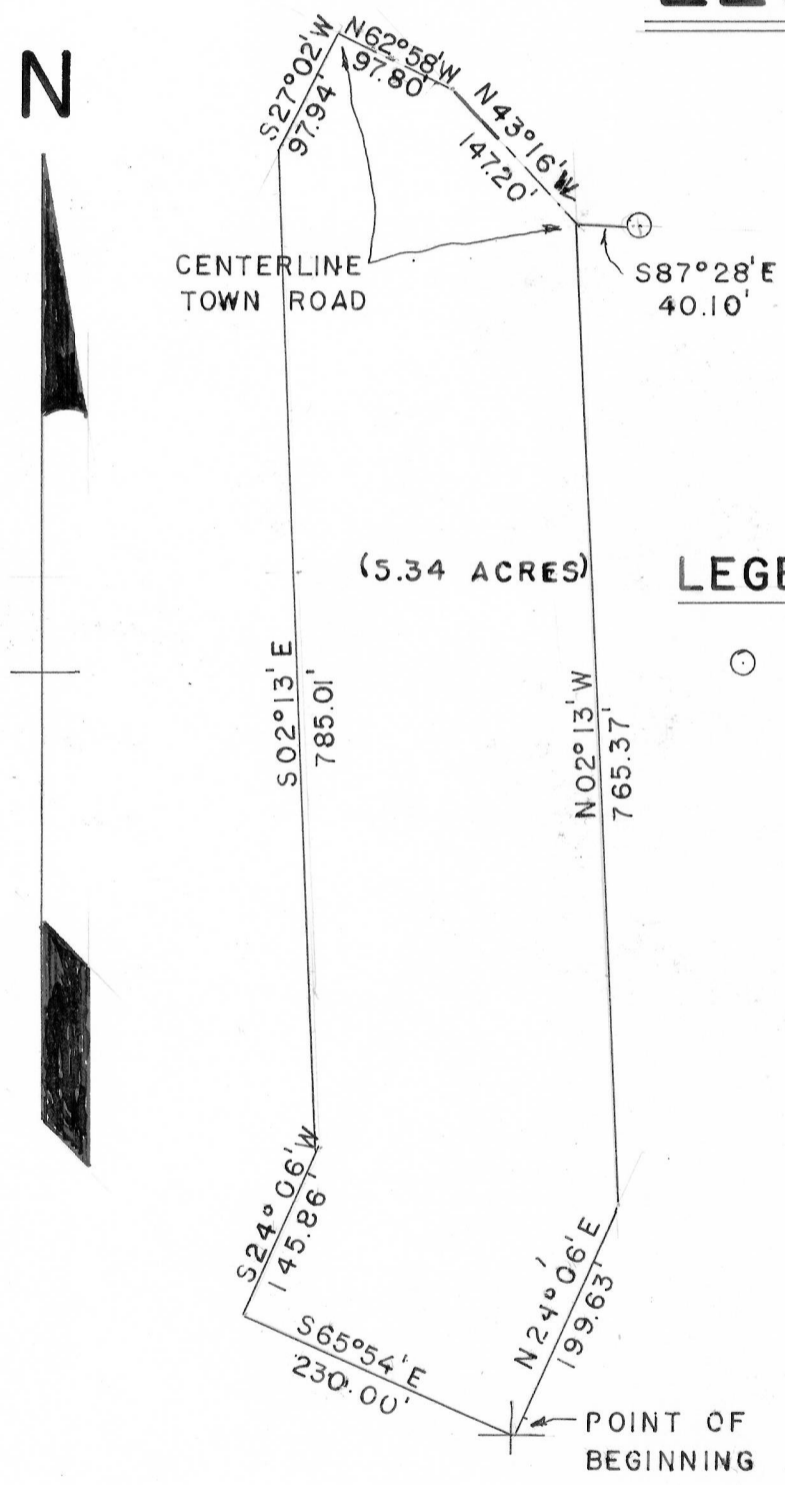 N
S27°02'W
97.94'
N62°58'W
97.80'
N43°16'W
147.20'
CENTERLINE
TOWN ROAD
S87°28'E
40.10'
(5.34 ACRES)
S02°13'E
785.01'
N02°13'W
765.37'
S24°06'W
145.86'
S65°54'E
230.00'
N24°06'E
199.63'
POINT OF
BEGINNING